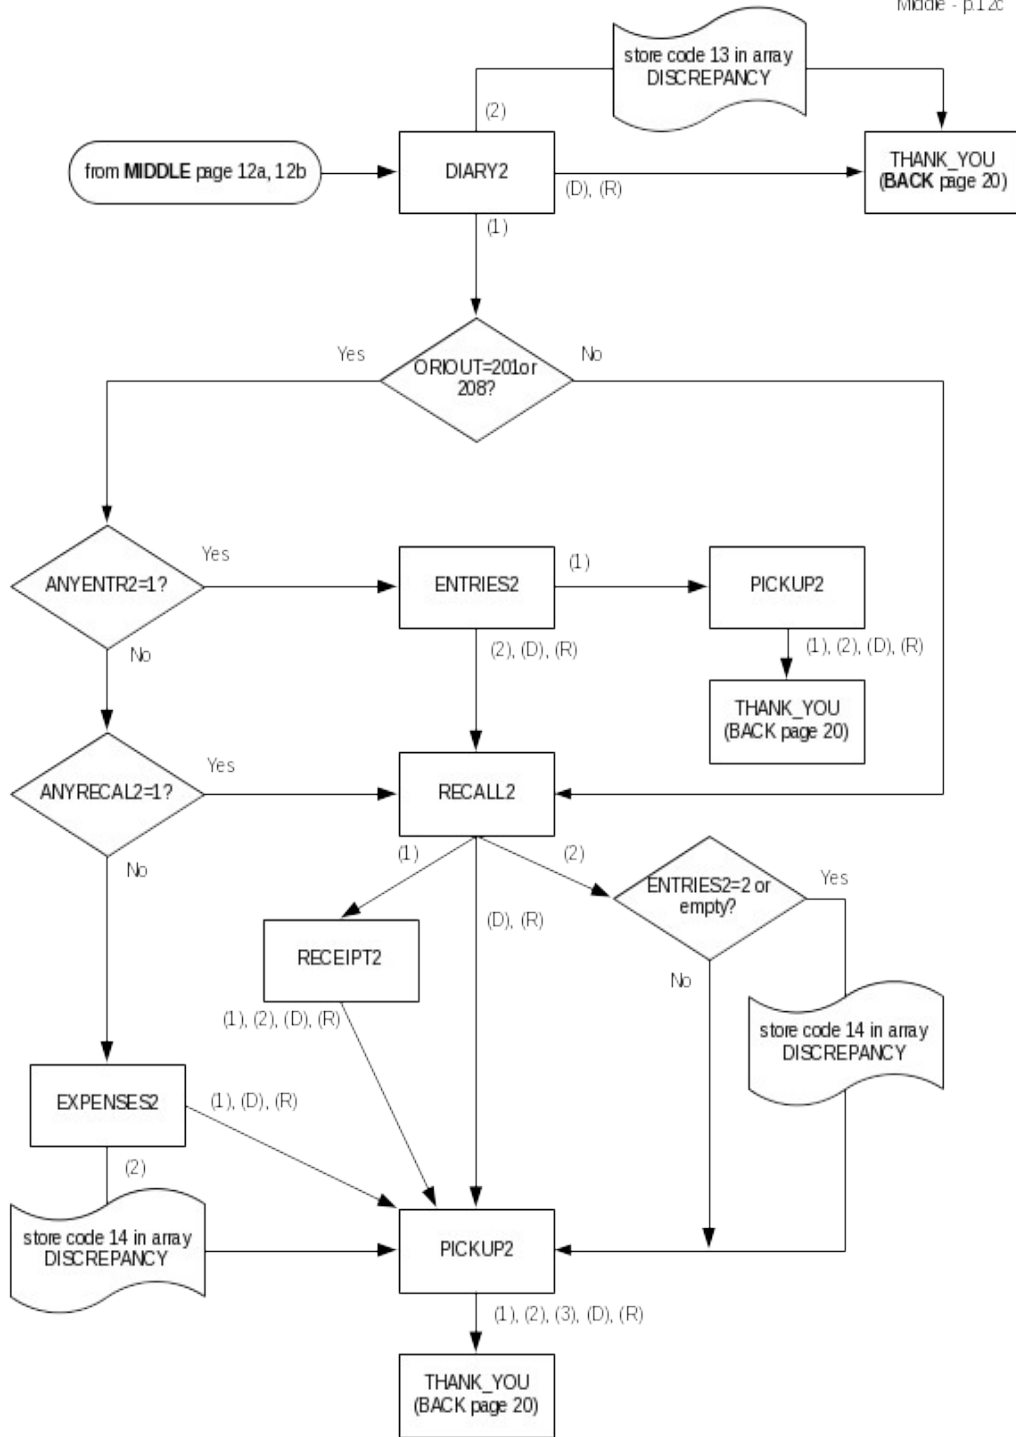 Middle - p.12c
store code 13 in array
DISCREPANCY
(2)
from MIDDLE page 12a, 12b
DIARY2
(D), (R)
THANK_YOU
(BACK page 20)
(1)
Yes
ORIOUT=201or
208?
No
ANYENTR2=1?
Yes
ENTRIES2
(1)
PICKUP2
No
(2), (D), (R)
(1), (2), (D), (R)
THANK_YOU
(BACK page 20)
ANYRECAL2=1?
Yes
RECALL2
No
(1)
(2)
ENTRIES2=2 or
empty?
Yes
(D), (R)
RECEIPT2
No
(1), (2), (D), (R)
store code 14 in array
DISCREPANCY
EXPENSES2
(1), (D), (R)
(2)
store code 14 in array
DISCREPANCY
PICKUP2
(1), (2), (3), (D), (R)
THANK_YOU
(BACK page 20)